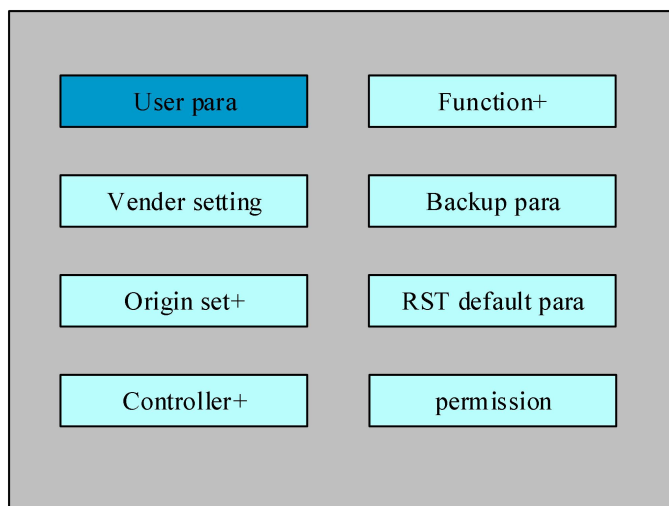 User para
Function+
Vender setting
Backup para
Origin set+
RST default para
Controller+
permission